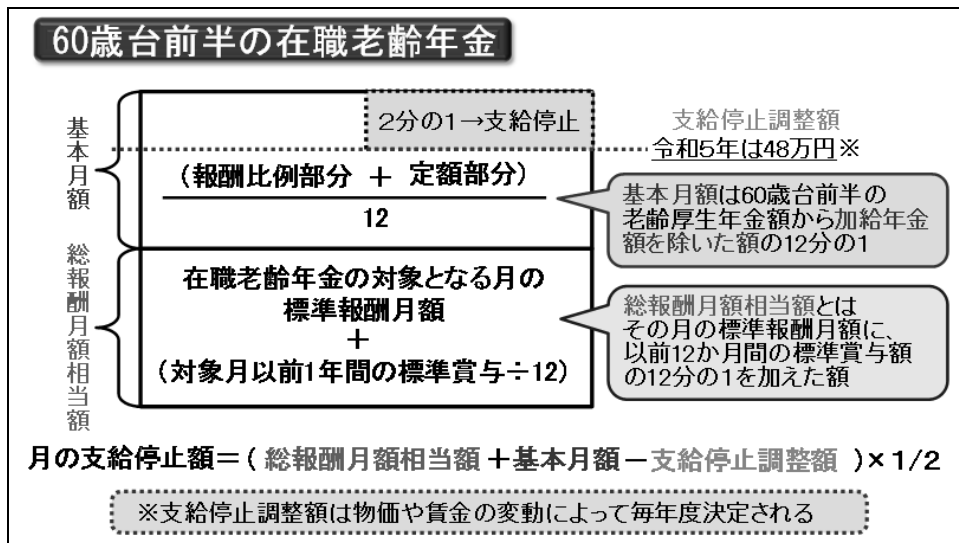 60歳台前半の在職老齢年金
基本月額
2分の1→支給停止
支給停止調整額
令和5年は48万円※
(報酬比例部分 + 定額部分)
12
基本月額は60歳台前半の
老齢厚生年金額から加給年金
額を除いた額の12分の1
総報酬月額相当額
在職老齢年金の対象となる月の
標準報酬月額
+
(対象月以前1年間の標準賞与÷12)
総報酬月額相当額とは
その月の標準報酬月額に、
以前12か月間の標準賞与額
の12分の1を加えた額
月の支給停止額=( 総報酬月額相当額+基本月額-支給停止調整額 )×1/2
※支給停止調整額は物価や賃金の変動によって毎年度決定される